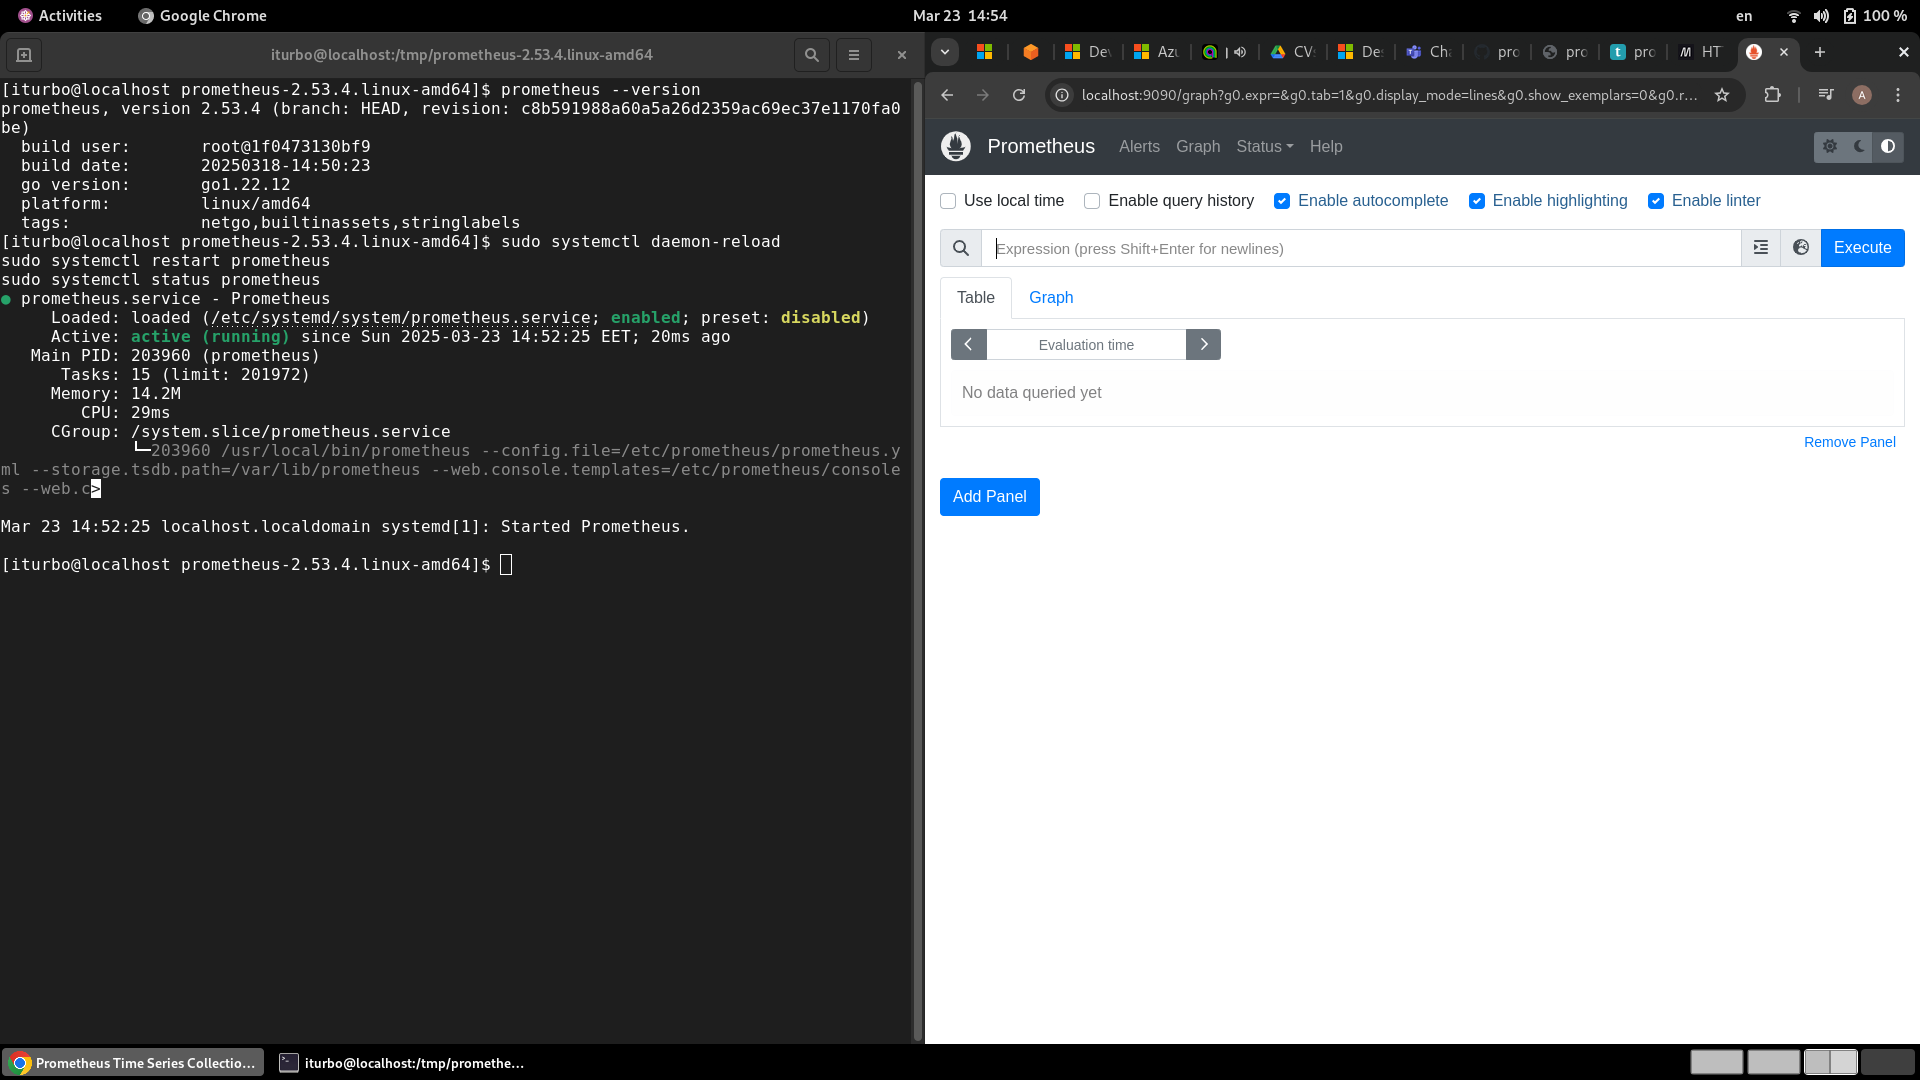 Activities
Google Chrome
Mar 23 14:54
en
100 %
iturbo@localhost:/tmp/prometheus-2.53.4.linux-amd64
[iturbo@localhost prometheus-2.53.4.linux-amd64]$ prometheus --version
prometheus, version 2.53.4 (branch: HEAD, revision: c8b591988a60a5a26d2359ac69ec37e1170fa0
be)
build user: root@1f0473130bf9
build date: 20250318-14:50:23
go version: go1.22.12
platform: linux/amd64
tags: netgo,builtinassets,stringlabels
[iturbo@localhost prometheus-2.53.4.linux-amd64]$ sudo systemctl daemon-reload
sudo systemctl restart prometheus
sudo systemctl status prometheus
● prometheus.service - Prometheus
Loaded: loaded (/etc/systemd/system/prometheus.service; enabled; preset: disabled)
Active: active (running) since Sun 2025-03-23 14:52:25 EET; 20ms ago
Main PID: 203960 (prometheus)
Tasks: 15 (limit: 201972)
Memory: 14.2M
CPU: 29ms
CGroup: /system.slice/prometheus.service
└─203960 /usr/local/bin/prometheus --config.file=/etc/prometheus/prometheus.y
ml --storage.tsdb.path=/var/lib/prometheus --web.console.templates=/etc/prometheus/console
s --web.c>
Mar 23 14:52:25 localhost.localdomain systemd[1]: Started Prometheus.
[iturbo@localhost prometheus-2.53.4.linux-amd64]$
De
Azu
CV
De
Cha
pro
pro
pro
HT
localhost:9090/graph?g0.expr=&g0.tab=1&g0.display_mode=lines&g0.show_exemplars=0&g0.r...
A
Prometheus
Alerts
Graph
Status
Help
Use local time
Enable query history
Enable autocomplete
Enable highlighting
Enable linter
Expression (press Shift+Enter for newlines)
Execute
Table
Graph
Evaluation time
No data queried yet
Remove Panel
Add Panel
Prometheus Time Series Collectio...
iturbo@localhost:/tmp/promethe...